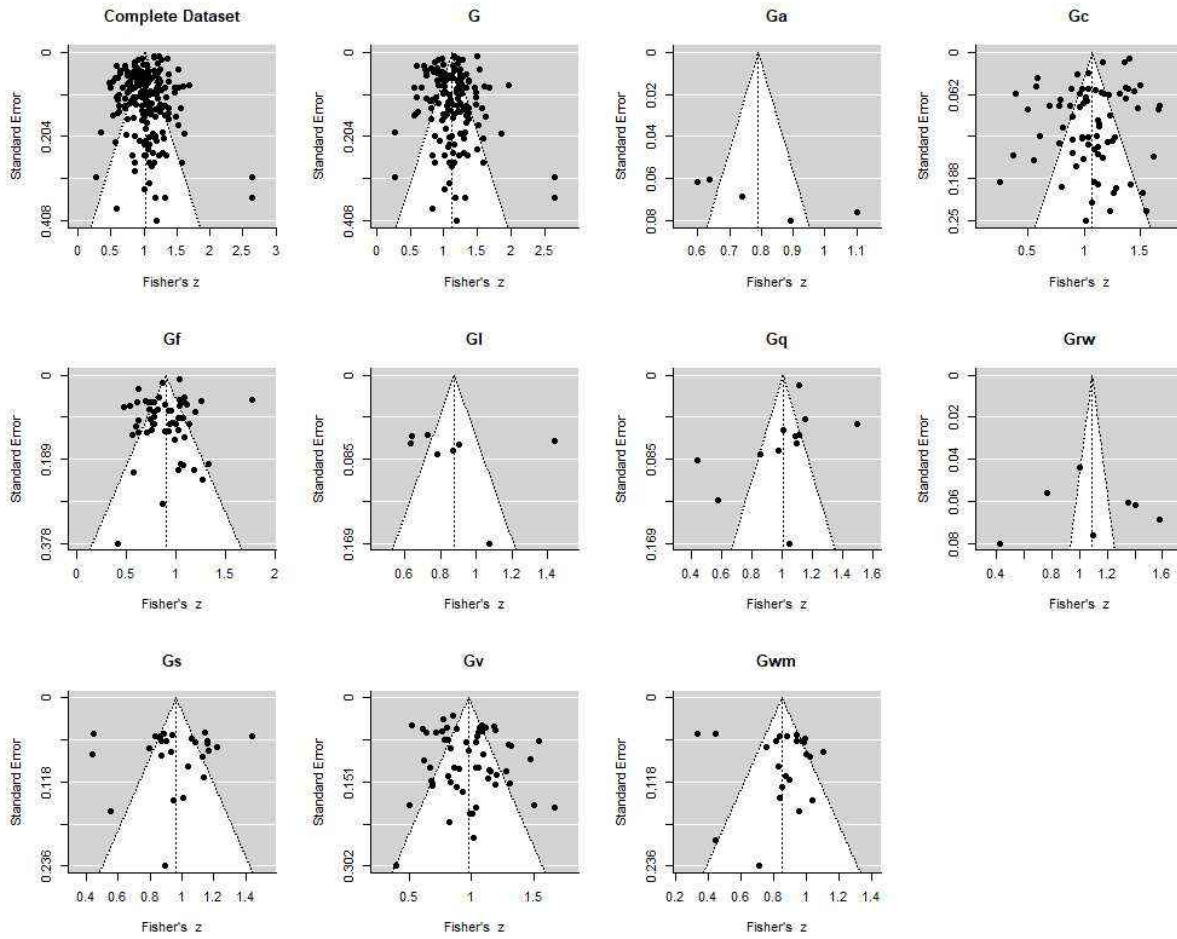 Complete Dataset
G
Ga
Gc
0
0.204
0.408
Standard Error
0 0.5 1 1.5 2 2.5 3
Fisher's z
0
0.204
0.408
Standard Error
0 0.5 1 1.5 2 2.5
Fisher's z
0
0.02
0.04
0.06
0.08
Standard Error
0.6 0.7 0.8 0.9 1 1.1
Fisher's z
0
0.062
0.188
0.25
Standard Error
0.5 1 1.5
Fisher's z
Gf
Gl
Gq
Grw
0
0.189
0.378
Standard Error
0 0.5 1 1.5 2
Fisher's z
0
0.085
0.169
Standard Error
0.6 0.8 1 1.2 1.4
Fisher's z
0
0.085
0.169
Standard Error
0.4 0.6 0.8 1 1.2 1.4 1.6
Fisher's z
0
0.02
0.04
0.06
0.08
Standard Error
0.4 0.8 1 1.2 1.6
Fisher's z
Gs
Gv
Gwm
0
0.118
0.236
Standard Error
0.4 0.6 0.8 1 1.2 1.4
Fisher's z
0
0.151
0.302
Standard Error
0.5 1 1.5
Fisher's z
0
0.118
0.236
Standard Error
0.2 0.4 0.6 0.8 1 1.2 1.4
Fisher's z